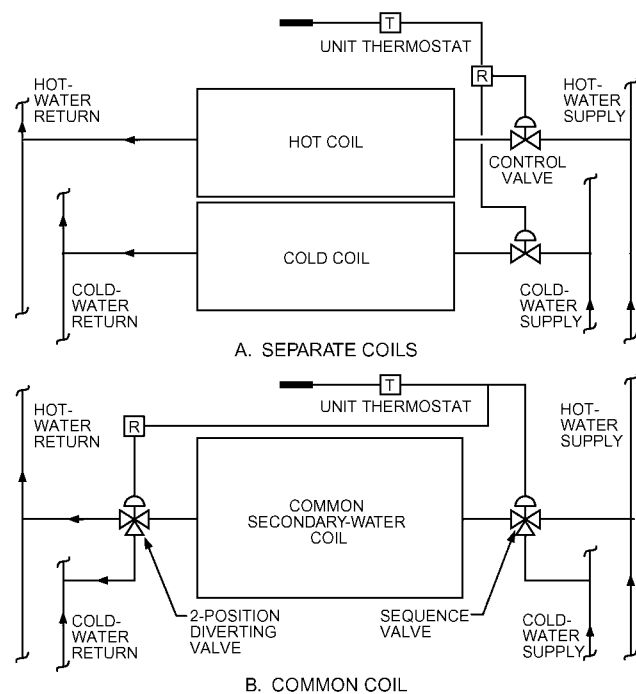 T
UNIT THERMOSTAT
R
HOT-
WATER
RETURN
HOT-
WATER
SUPPLY
HOT COIL
CONTROL
VALVE
COLD COIL
COLD-
WATER
RETURN
COLD-
WATER
SUPPLY
A. SEPARATE COILS
T
UNIT THERMOSTAT
HOT-
WATER
RETURN
R
HOT-
WATER
SUPPLY
COMMON
SECONDARY-WATER
COIL
COLD-
WATER
RETURN
2-POSITION
DIVERTING
VALVE
SEQUENCE
VALVE
COLD-
WATER
SUPPLY
B. COMMON COIL